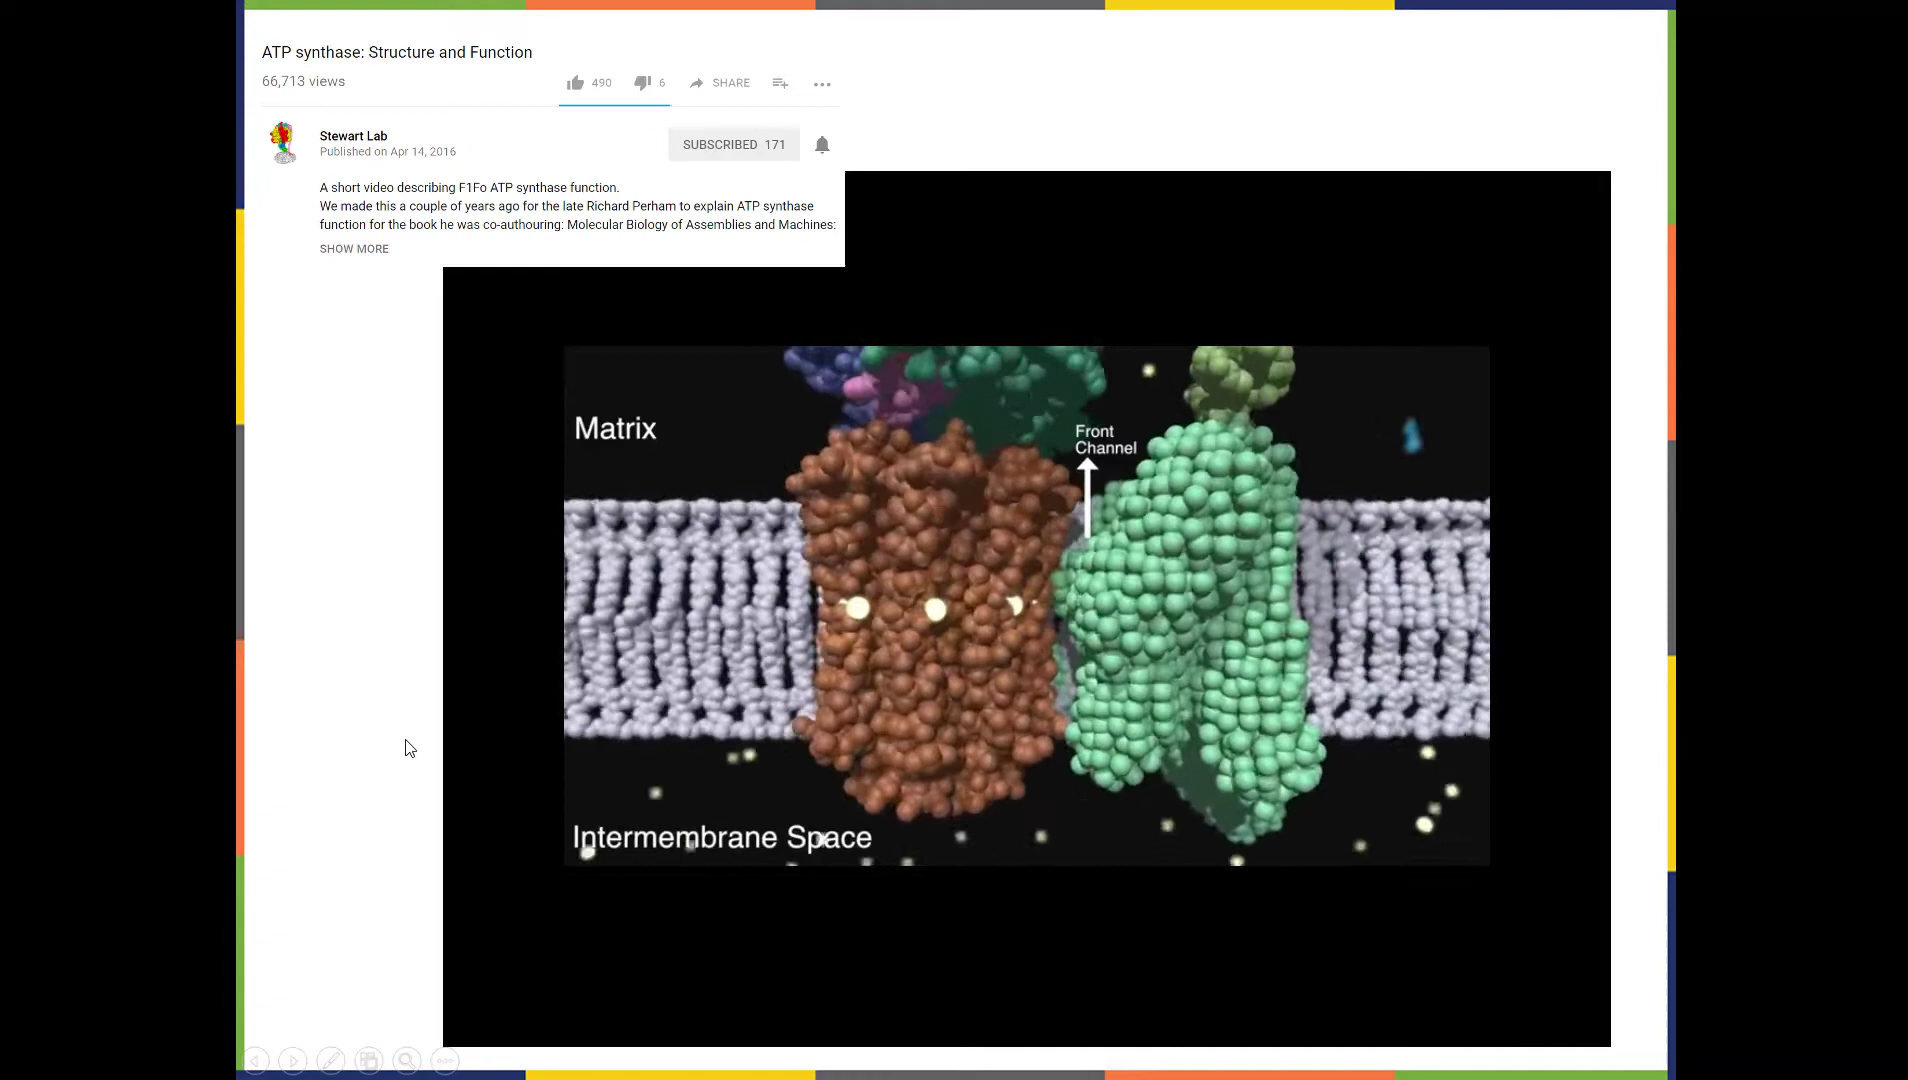 ATP synthase: Structure and Function
66,713 views
490
6
SHARE
Stewart Lab
Published on Apr 14, 2016
SUBSCRIBED 171
A short video describing F1Fo ATP synthase function.
We made this a couple of years ago for the late Richard Perham to explain ATP synthase
function for the book he was co-authouring: Molecular Biology of Assemblies and Machines:
SHOW MORE
Matrix
Front
Channel
Intermembrane Space